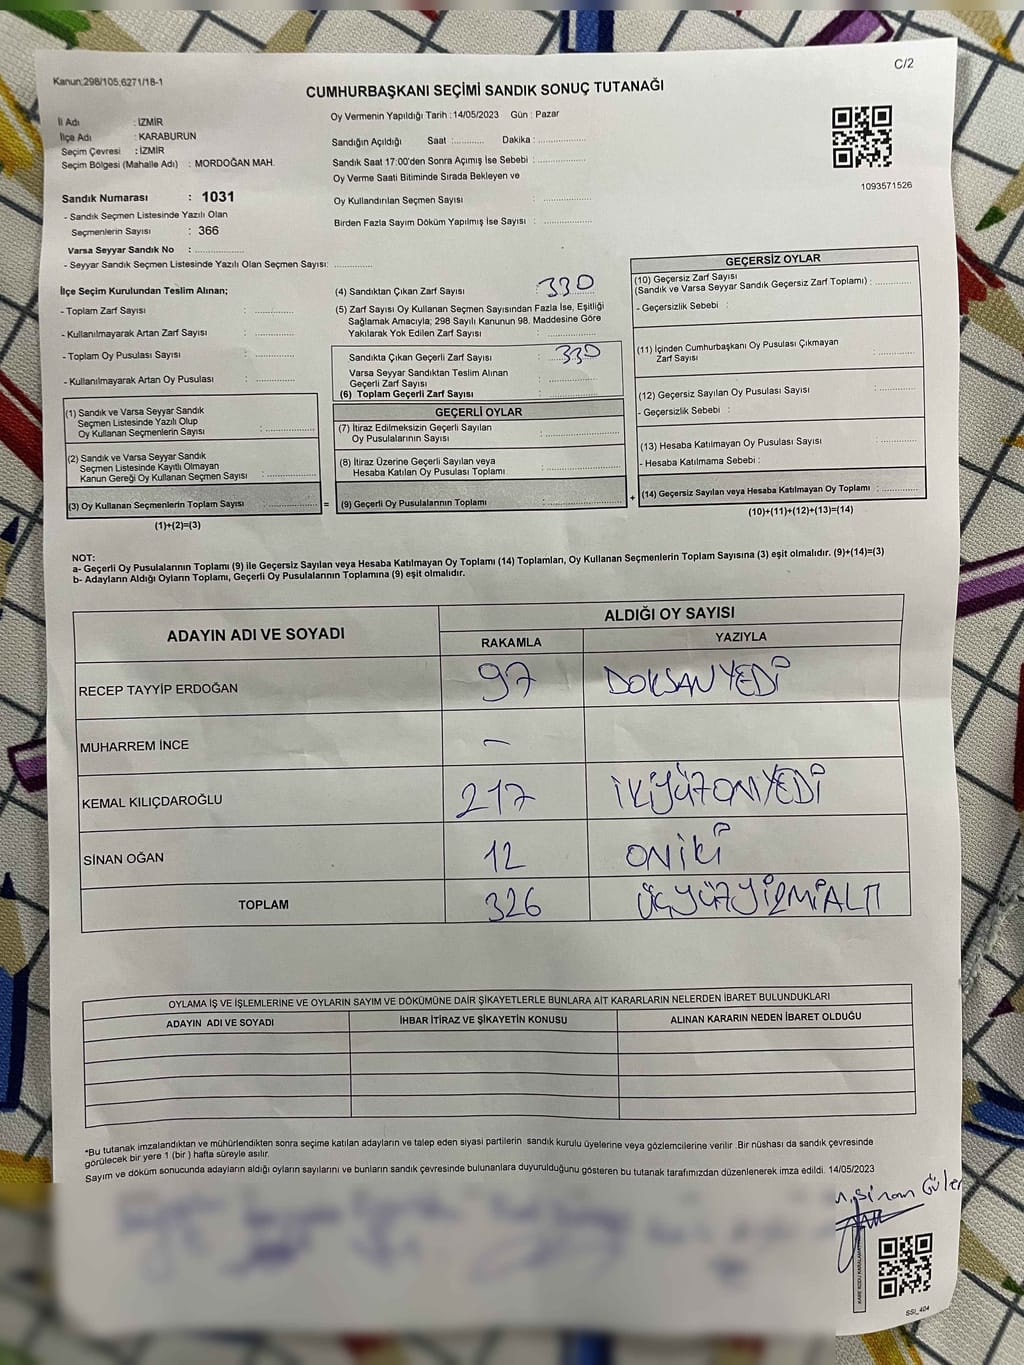 Kanun:298/105,6271/18-1
C/2
CUMHURBAŞKANI SEÇİMİ SANDIK SONUÇ TUTANAĞI
İl Adı : İZMİR
İlçe Adı : KARABURUN
Seçim Çevresi : İZMİR
Seçim Bölgesi (Mahalle Adı) : MORDOĞAN MAH.
Sandık Numarası : 1031
- Sandık Seçmen Listesinde Yazılı Olan
Seçmenlerin Sayısı : 366
Varsa Seyyar Sandık No : ..............
- Seyyar Sandık Seçmen Listesinde Yazılı Olan Seçmen Sayısı: ............
Oy Vermenin Yapıldığı Tarih : 14/05/2023 Gün : Pazar
Sandığın Açıldığı Saat :........... Dakika :..............
Sandık Saat 17:00'den Sonra Açımış İse Sebebi : ..............
Oy Verme Saati Bitiminde Sırada Bekleyen ve
Oy Kullandırılan Seçmen Sayısı : ..............
Birden Fazla Sayım Döküm Yapılmış İse Sayısı : ..............
1093571526
İlçe Seçim Kurulundan Teslim Alınan;
- Toplam Zarf Sayısı : ............
- Kullanılmayarak Artan Zarf Sayısı : ............
- Toplam Oy Pusulası Sayısı : ............
- Kullanılmayarak Artan Oy Pusulası : ............
(1) Sandık ve Varsa Seyyar Sandık
Seçmen Listesinde Yazılı Olup
Oy Kullanan Seçmenlerin Sayısı : ..............
(2) Sandık ve Varsa Seyyar Sandık
Seçmen Listesinde Kayıtlı Olmayan
Kanun Gereği Oy Kullanan Seçmen Sayısı : ..............
(3) Oy Kullanan Seçmenlerin Toplam Sayısı : .............. =
(1)+(2)=(3)
(4) Sandıktan Çıkan Zarf Sayısı : 330
(5) Zarf Sayısı Oy Kullanan Seçmen Sayısından Fazla İse, Eşitliği
Sağlamak Amacıyla; 298 Sayılı Kanunun 98. Maddesine Göre
Yakılarak Yok Edilen Zarf Sayısı : ..............
Sandıkta Çıkan Geçerli Zarf Sayısı : 330
Varsa Seyyar Sandıktan Teslim Alınan
Geçerli Zarf Sayısı : ..............
(6) Toplam Geçerli Zarf Sayısı : ..............
GEÇERLİ OYLAR
(7) İtiraz Edilmeksizin Geçerli Sayılan
Oy Pusulalarının Sayısı : ..............
(8) İtiraz Üzerine Geçerli Sayılan veya
Hesaba Katılan Oy Pusulası Toplamı : ..............
(9) Geçerli Oy Pusulalarının Toplamı : .............. +
GEÇERSİZ OYLAR
(10) Geçersiz Zarf Sayısı
(Sandık ve Varsa Seyyar Sandık Geçersiz Zarf Toplamı) : ...........
- Geçersizlik Sebebi :
(11) İçinden Cumhurbaşkanı Oy Pusulası Çıkmayan
Zarf Sayısı : ...........
(12) Geçersiz Sayılan Oy Pusulası Sayısı : ...........
- Geçersizlik Sebebi :
(13) Hesaba Katılmayan Oy Pusulası Sayısı : ...........
- Hesaba Katılmama Sebebi :
(14) Geçersiz Sayılan veya Hesaba Katılmayan Oy Toplamı : ...........
(10)+(11)+(12)+(13)=(14)
NOT:
a- Geçerli Oy Pusulalarının Toplamı (9) ile Geçersiz Sayılan veya Hesaba Katılmayan Oy Toplamı (14) Toplamları, Oy Kullanan Seçmenlerin Toplam Sayısına (3) eşit olmalıdır. (9)+(14)=(3)
b- Adayların Aldığı Oyların Toplamı, Geçerli Oy Pusulalarının Toplamına (9) eşit olmalıdır.
ADAYIN ADI VE SOYADI ALDIĞI OY SAYISI
RAKAMLA YAZIYLA
RECEP TAYYİP ERDOĞAN 97 DOKSANYEDİ
MUHARREM İNCE –
KEMAL KILIÇDAROĞLU 217 İKİYÜZONYEDİ
SİNAN OĞAN 12 ONİKİ
TOPLAM 326 ÜÇYÜZYİRMİALTI
OYLAMA İŞ VE İŞLEMLERİNE VE OYLARIN SAYIM VE DÖKÜMÜNE DAİR ŞİKAYETLERLE BUNLARA AİT KARARLARIN NELERDEN İBARET BULUNDUKLARI
ADAYIN ADI VE SOYADI İHBAR İTİRAZ VE ŞİKAYETİN KONUSU ALINAN KARARIN NEDEN İBARET OLDUĞU
*Bu tutanak imzalandıktan ve mühürlendikten sonra seçime katılan adayların ve talep eden siyasi partilerin sandık kurulu üyelerine veya gözlemcilerine verilir. Bir nüshası da sandık çevresinde
görülecek bir yere 1 (bir ) hafta süreyle asılır.
Sayım ve döküm sonucunda adayların aldığı oyların sayılarını ve bunların sandık çevresinde bulunanlara duyurulduğunu gösteren bu tutanak tarafımızdan düzenlenerek imza edildi. 14/05/2023
Sinan Güler
SSİ_404